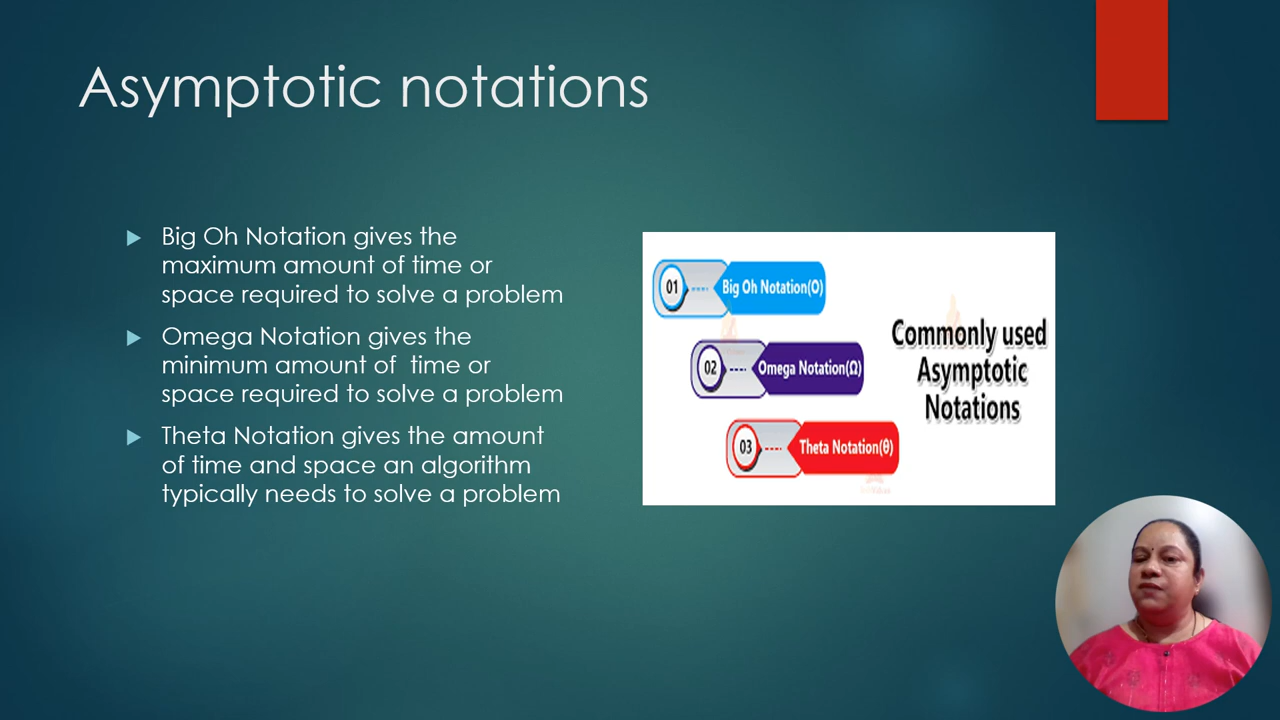 Asymptotic notations
Big Oh Notation gives the
maximum amount of time or
space required to solve a problem
Omega Notation gives the
minimum amount of time or
space required to solve a problem
Theta Notation gives the amount
of time and space an algorithm
typically needs to solve a problem
01
Big Oh Notation(O)
02
Omega Notation(Ω)
03
Theta Notation(θ)
Commonly used
Asymptotic
Notations